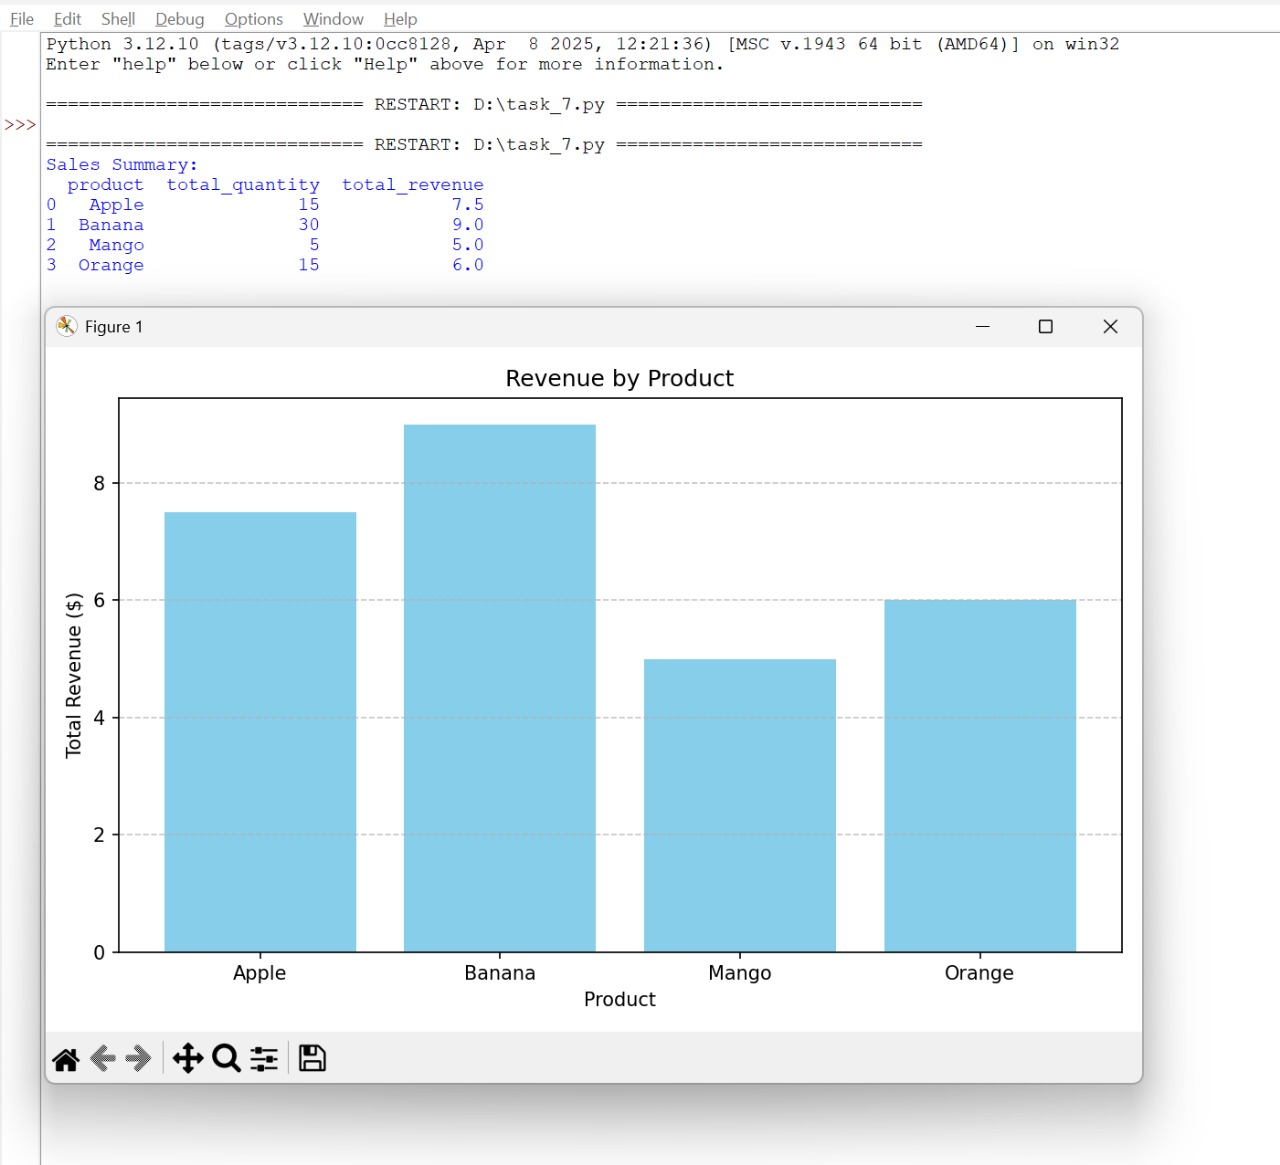 File Edit Shell Debug Options Window Help
Python 3.12.10 (tags/v3.12.10:0cc8128, Apr  8 2025, 12:21:36) [MSC v.1943 64 bit (AMD64)] on win32
Enter "help" below or click "Help" above for more information.
============================= RESTART: D:\task_7.py ============================
>>>
============================= RESTART: D:\task_7.py ============================
Sales Summary:
  product  total_quantity  total_revenue
0   Apple              15            7.5
1  Banana              30            9.0
2   Mango               5            5.0
3  Orange              15            6.0
Figure 1
Revenue by Product
Total Revenue ($)
8
6
4
2
0
Apple Banana Mango Orange
Product